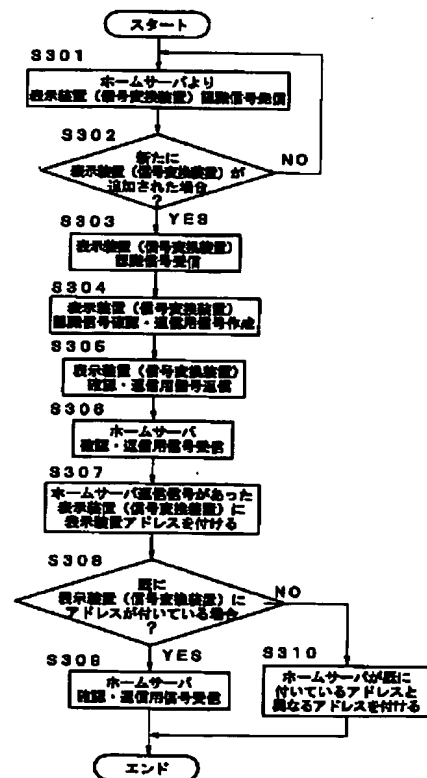 スタート
S301
ホームサーバより
表示装置（信号変換装置）認識信号発信
S302
新たに
表示装置（信号変換装置）が
追加された場合
？
NO
YES
S303
表示装置（信号変換装置）
認識信号受信
S304
表示装置（信号変換装置）
認識信号確認・返信用信号作成
S305
表示装置（信号変換装置）
確認・返信用信号返信
S306
ホームサーバ
確認・返信用信号受信
S307
ホームサーバ返信信号があった
表示装置（信号変換装置）に
表示装置アドレスを付ける
S308
既に
表示装置（信号変換装置）に
アドレスが付いている場合
？
NO
YES
S309
ホームサーバ
確認・返信用信号受信
S310
ホームサーバが既に
付いているアドレスと
異なるアドレスを付ける
エンド